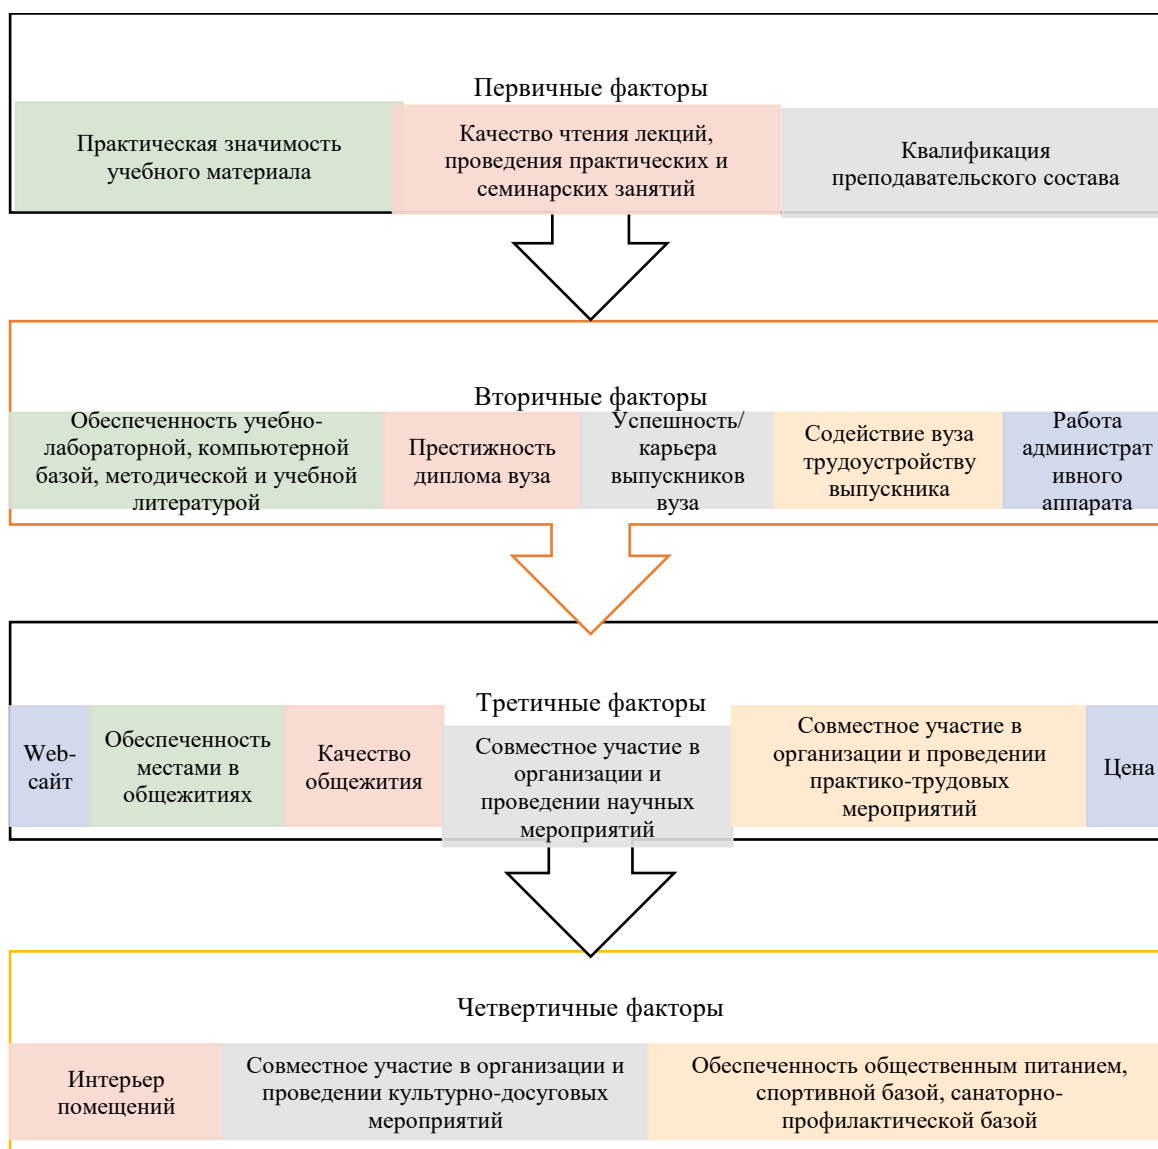 Первичные факторы
Практическая значимость
учебного материала
Качество чтения лекций,
проведения практических и
семинарских занятий
Квалификация
преподавательского состава
Вторичные факторы
Обеспеченность учебно-
лабораторной, компьютерной
базой, методической и учебной
литературой
Престижность
диплома вуза
Успешность/
карьера
выпускников
вуза
Содействие вуза
трудоустройству
выпускника
Работа
администрат
ивного
аппарата
Третичные факторы
Web-
сайт
Обеспеченность
местами в
общежитиях
Качество
общежития
Совместное участие в
организации и
проведении научных
мероприятий
Совместное участие в
организации и проведении
практико-трудовых
мероприятий
Цена
Четвертичные факторы
Интерьер
помещений
Совместное участие в организации и
проведении культурно-досуговых
мероприятий
Обеспеченность общественным питанием,
спортивной базой, санаторно-
профилактической базой